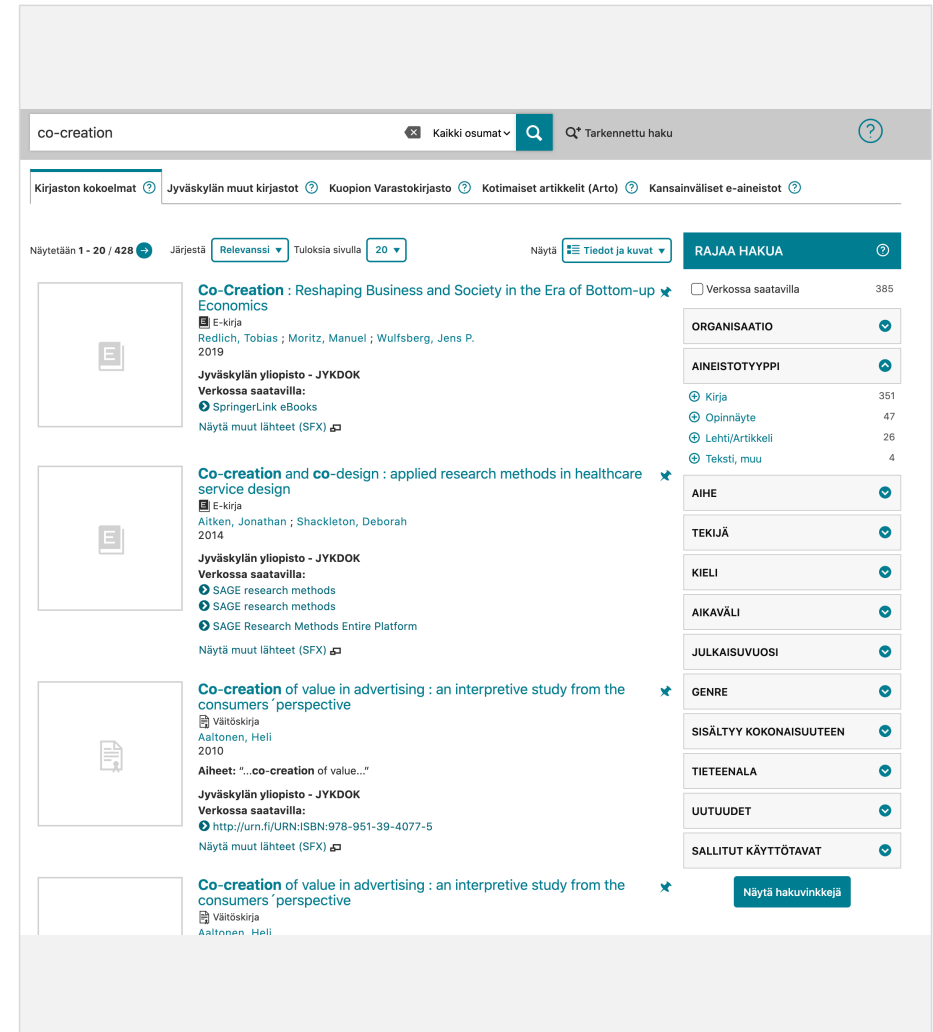 co-creation
Kaikki osumat
Tarkennettu haku
?
Kirjaston kokoelmat ?
Jyväskylän muut kirjastot ?
Kuopion Varastokirjasto ?
Kotimaiset artikkelit (Arto) ?
Kansainväliset e-aineistot ?
Näytetään 1 - 20 / 428
Järjestä Relevanssi
Tuloksia sivulla 20
Näytä Tiedot ja kuvat
Co-Creation : Reshaping Business and Society in the Era of Bottom-up
Economics
E E-kirja
Redlich, Tobias ; Moritz, Manuel ; Wulfsberg, Jens P.
2019
Jyväskylän yliopisto - JYKDOK
Verkossa saatavilla:
SpringerLink eBooks
Näytä muut lähteet (SFX)
E
Co-creation and co-design : applied research methods in healthcare
service design
E E-kirja
Aitken, Jonathan ; Shackleton, Deborah
2014
Jyväskylän yliopisto - JYKDOK
Verkossa saatavilla:
SAGE research methods
SAGE research methods
SAGE Research Methods Entire Platform
Näytä muut lähteet (SFX)
E
Co-creation of value in advertising : an interpretive study from the
consumers´perspective
Väitöskirja
Aaltonen, Heli
2010
Aiheet: “...co-creation of value...”
Jyväskylän yliopisto - JYKDOK
Verkossa saatavilla:
http://urn.fi/URN:ISBN:978-951-39-4077-5
Näytä muut lähteet (SFX)
Co-creation of value in advertising : an interpretive study from the
consumers´perspective
Väitöskirja
Aaltonen, Heli
RAJAA HAKUA ?
Verkossa saatavilla 385
ORGANISAATIO
AINEISTOTYYPPI
Kirja 351
Opinnäyte 47
Lehti/Artikkeli 26
Teksti, muu 4
AIHE
TEKIJÄ
KIELI
AIKAVÄLI
JULKAISUVUOSI
GENRE
SISÄLTYY KOKONAISUUTEEN
TIETEENALA
UUTUUDET
SALLITUT KÄYTTÖTAVAT
Näytä hakuvinkkejä